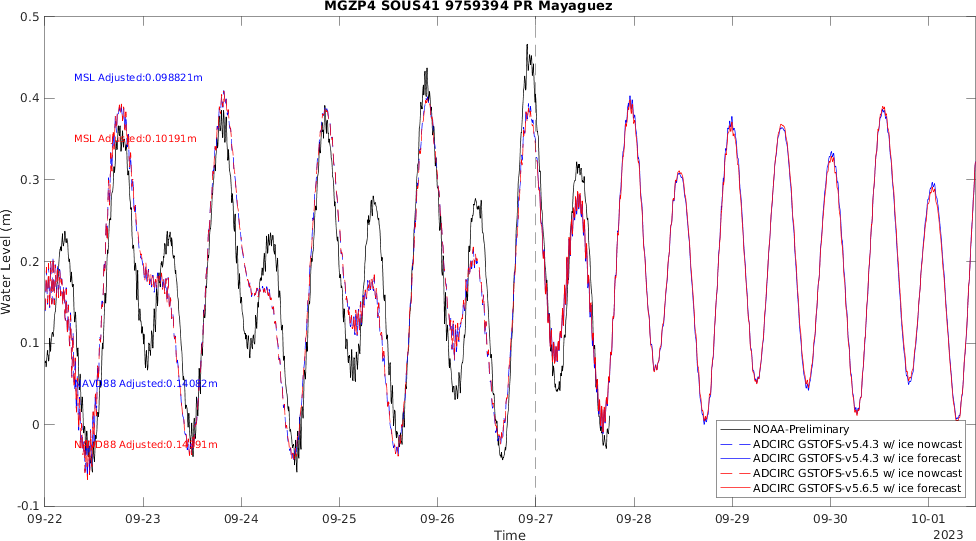 MGZP4 SOUS41 9759394 PR Mayaguez
Water Level (m)
0.5
0.4
0.3
0.2
0.1
0
-0.1
MSL Adjusted:0.098821m
MSL Adjusted:0.10191m
NAVD88 Adjusted:0.14082m
NAVD88 Adjusted:
NOAA-Preliminary
ADCIRC GSTOFS-v5.4.3 w/ ice nowcast
ADCIRC GSTOFS-v5.4.3 w/ ice forecast
ADCIRC GSTOFS-v5.6.5 w/ ice nowcast
ADCIRC GSTOFS-v5.6.5 w/ ice forecast
09-22
09-23
09-24
09-25
09-26
09-27
09-28
09-29
09-30
10-01
Time
2023